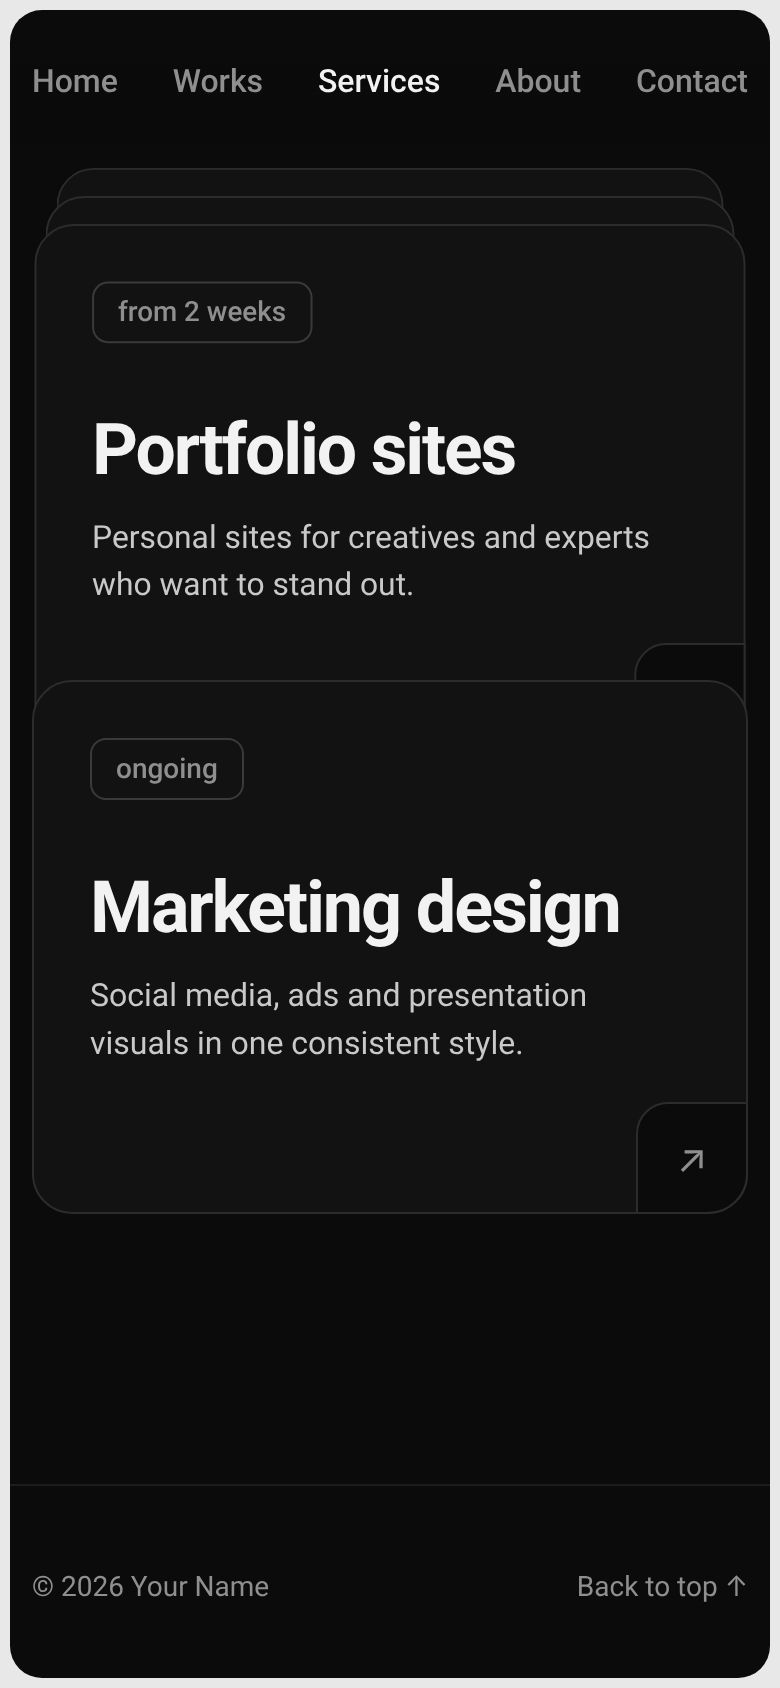 Home Works Services About Contact
from 2 weeks
Portfolio sites
Personal sites for creatives and experts
who want to stand out.
ongoing
Marketing design
Social media, ads and presentation
visuals in one consistent style.
© 2026 Your Name Back to top ↑